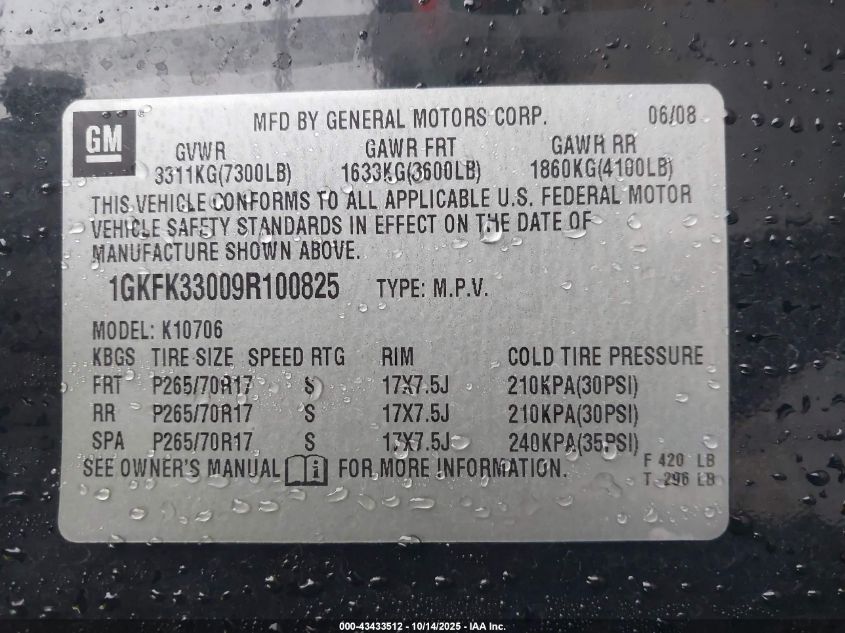 GM
MFD BY GENERAL MOTORS CORP. 06/08
GVWR GAWR FRT GAWR RR
3311KG(7300LB) 1633KG(3600LB) 1860KG(4100LB)
THIS VEHICLE CONFORMS TO ALL APPLICABLE U.S. FEDERAL MOTOR
VEHICLE SAFETY STANDARDS IN EFFECT ON THE DATE OF
MANUFACTURE SHOWN ABOVE.
1GKFK33009R100825 TYPE: M.P.V.
MODEL: K10706
KBGS TIRE SIZE SPEED RTG RIM COLD TIRE PRESSURE
FRT P265/70R17 S 17X7.5J 210KPA(30PSI)
RR P265/70R17 S 17X7.5J 210KPA(30PSI)
SPA P265/70R17 S 17X7.5J 240KPA(35PSI)
SEE OWNER'S MANUAL i FOR MORE INFORMATION. F 420 LB
T 296 LB
000-43433512 - 10/14/2025 - IAA Inc.